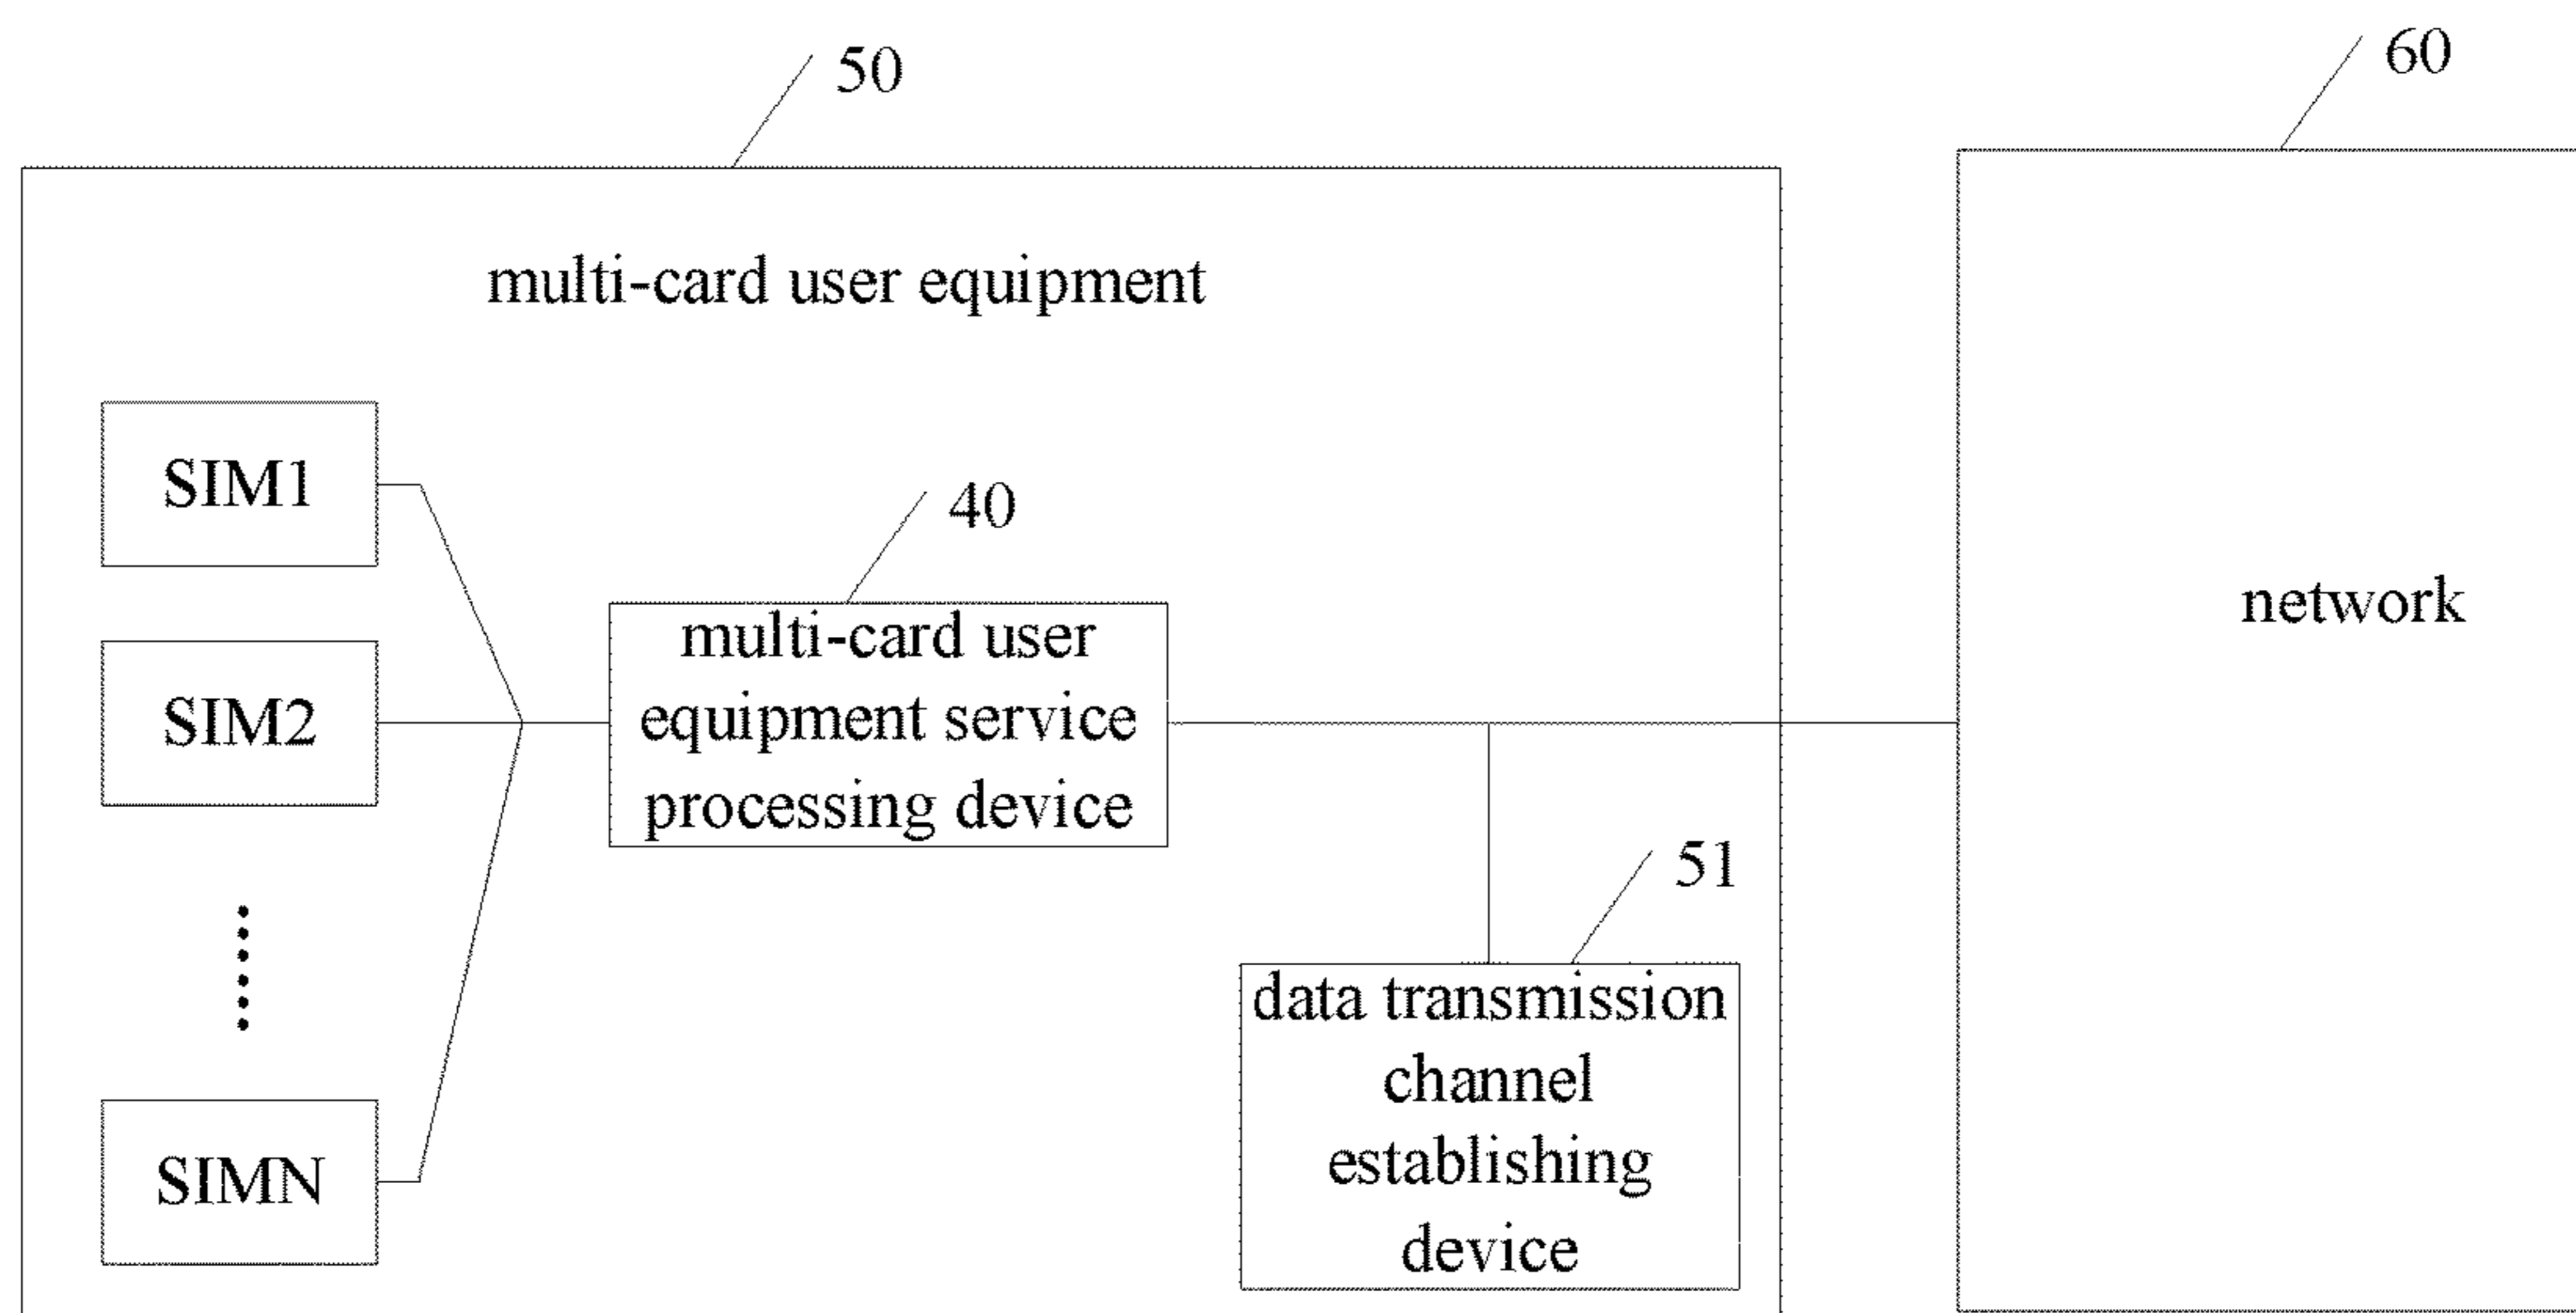 50
60
multi-card user equipment
SIM1
40
multi-card user
equipment service
processing device
network
SIM2
51
data transmission
channel
establishing
device
SIMN